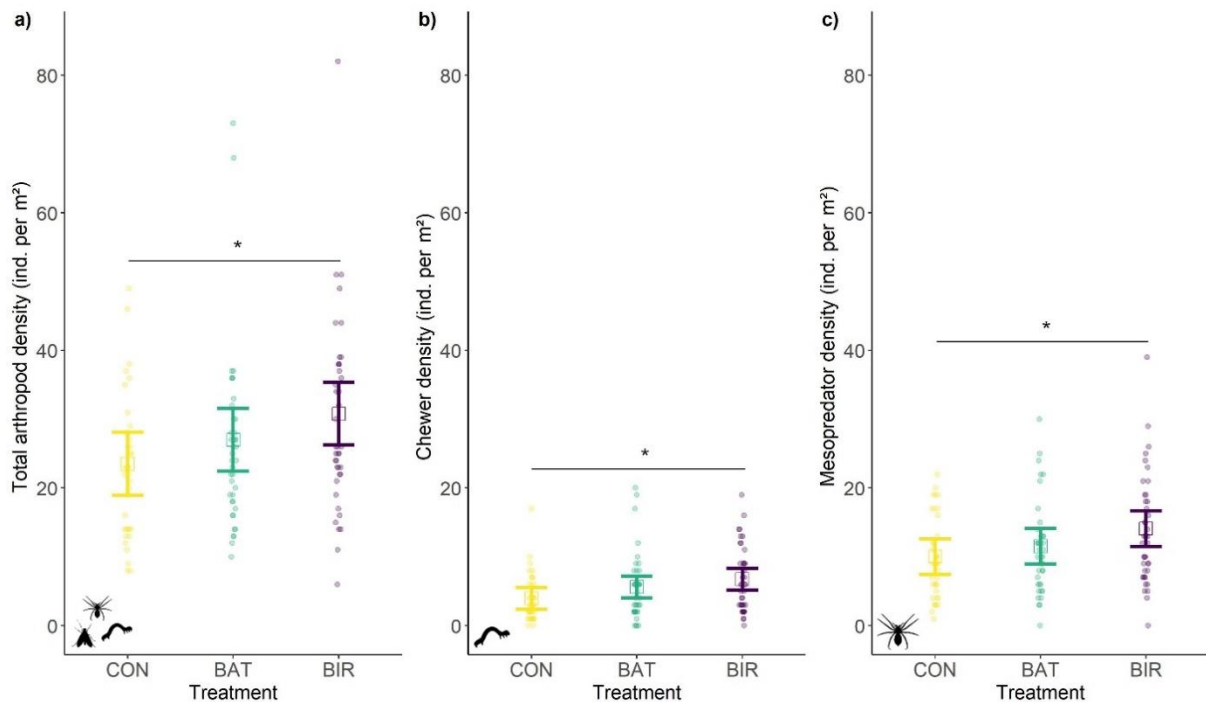 a)
Total arthropod density (ind. per m²)
80
60
40
20
0
*
CON BAT BIR
Treatment
b)
Chewer density (ind. per m²)
80
60
40
20
0
*
CON BAT BIR
Treatment
c)
Mesopredator density (ind. per m²)
80
60
40
20
0
*
CON BAT BIR
Treatment